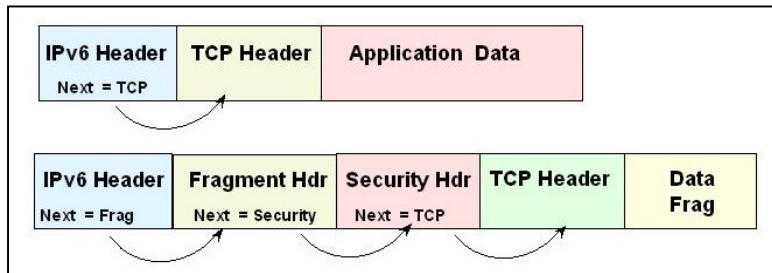 IPv6 Header TCP Header Application Data
Next = TCP
IPv6 Header Fragment Hdr Security Hdr TCP Header Data
Frag
Next = Frag Next = Security Next = TCP